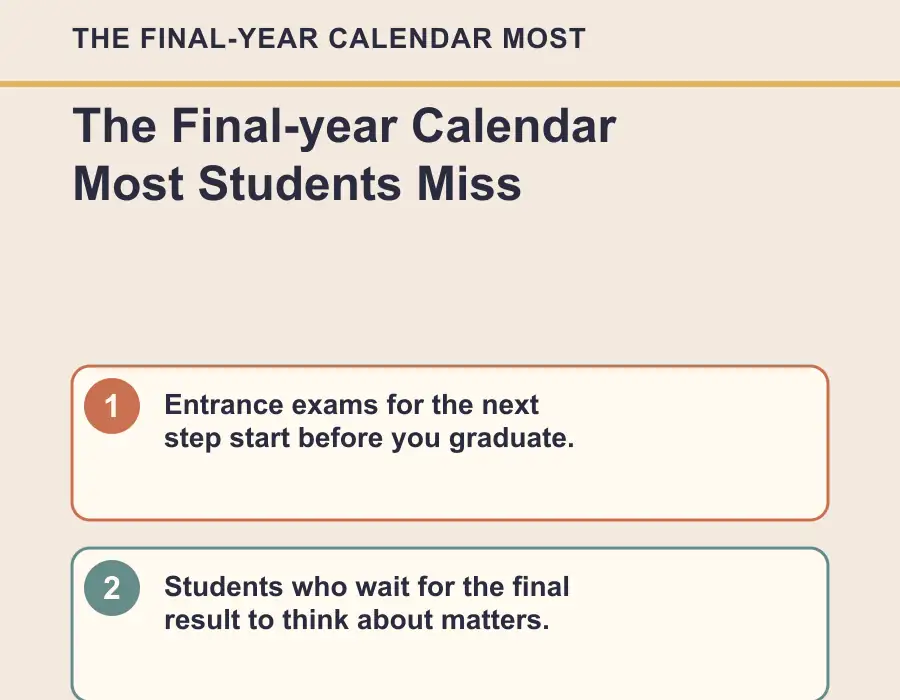 THE FINAL-YEAR CALENDAR MOST
The Final-year Calendar
Most Students Miss
1
Entrance exams for the next
step start before you graduate.
2
Students who wait for the final
result to think about matters.